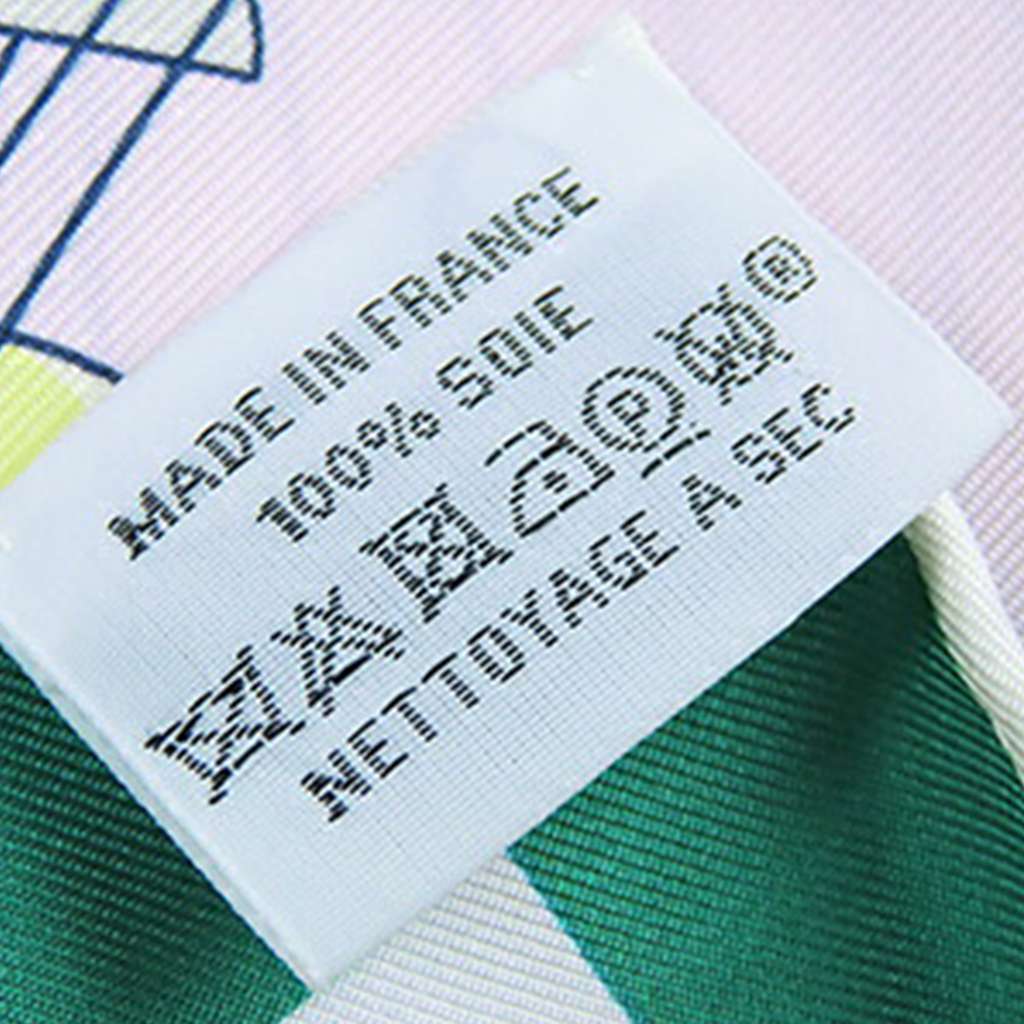 MADE IN FRANCE
100% SOIE
P ®
NETTOYAGE A SEC